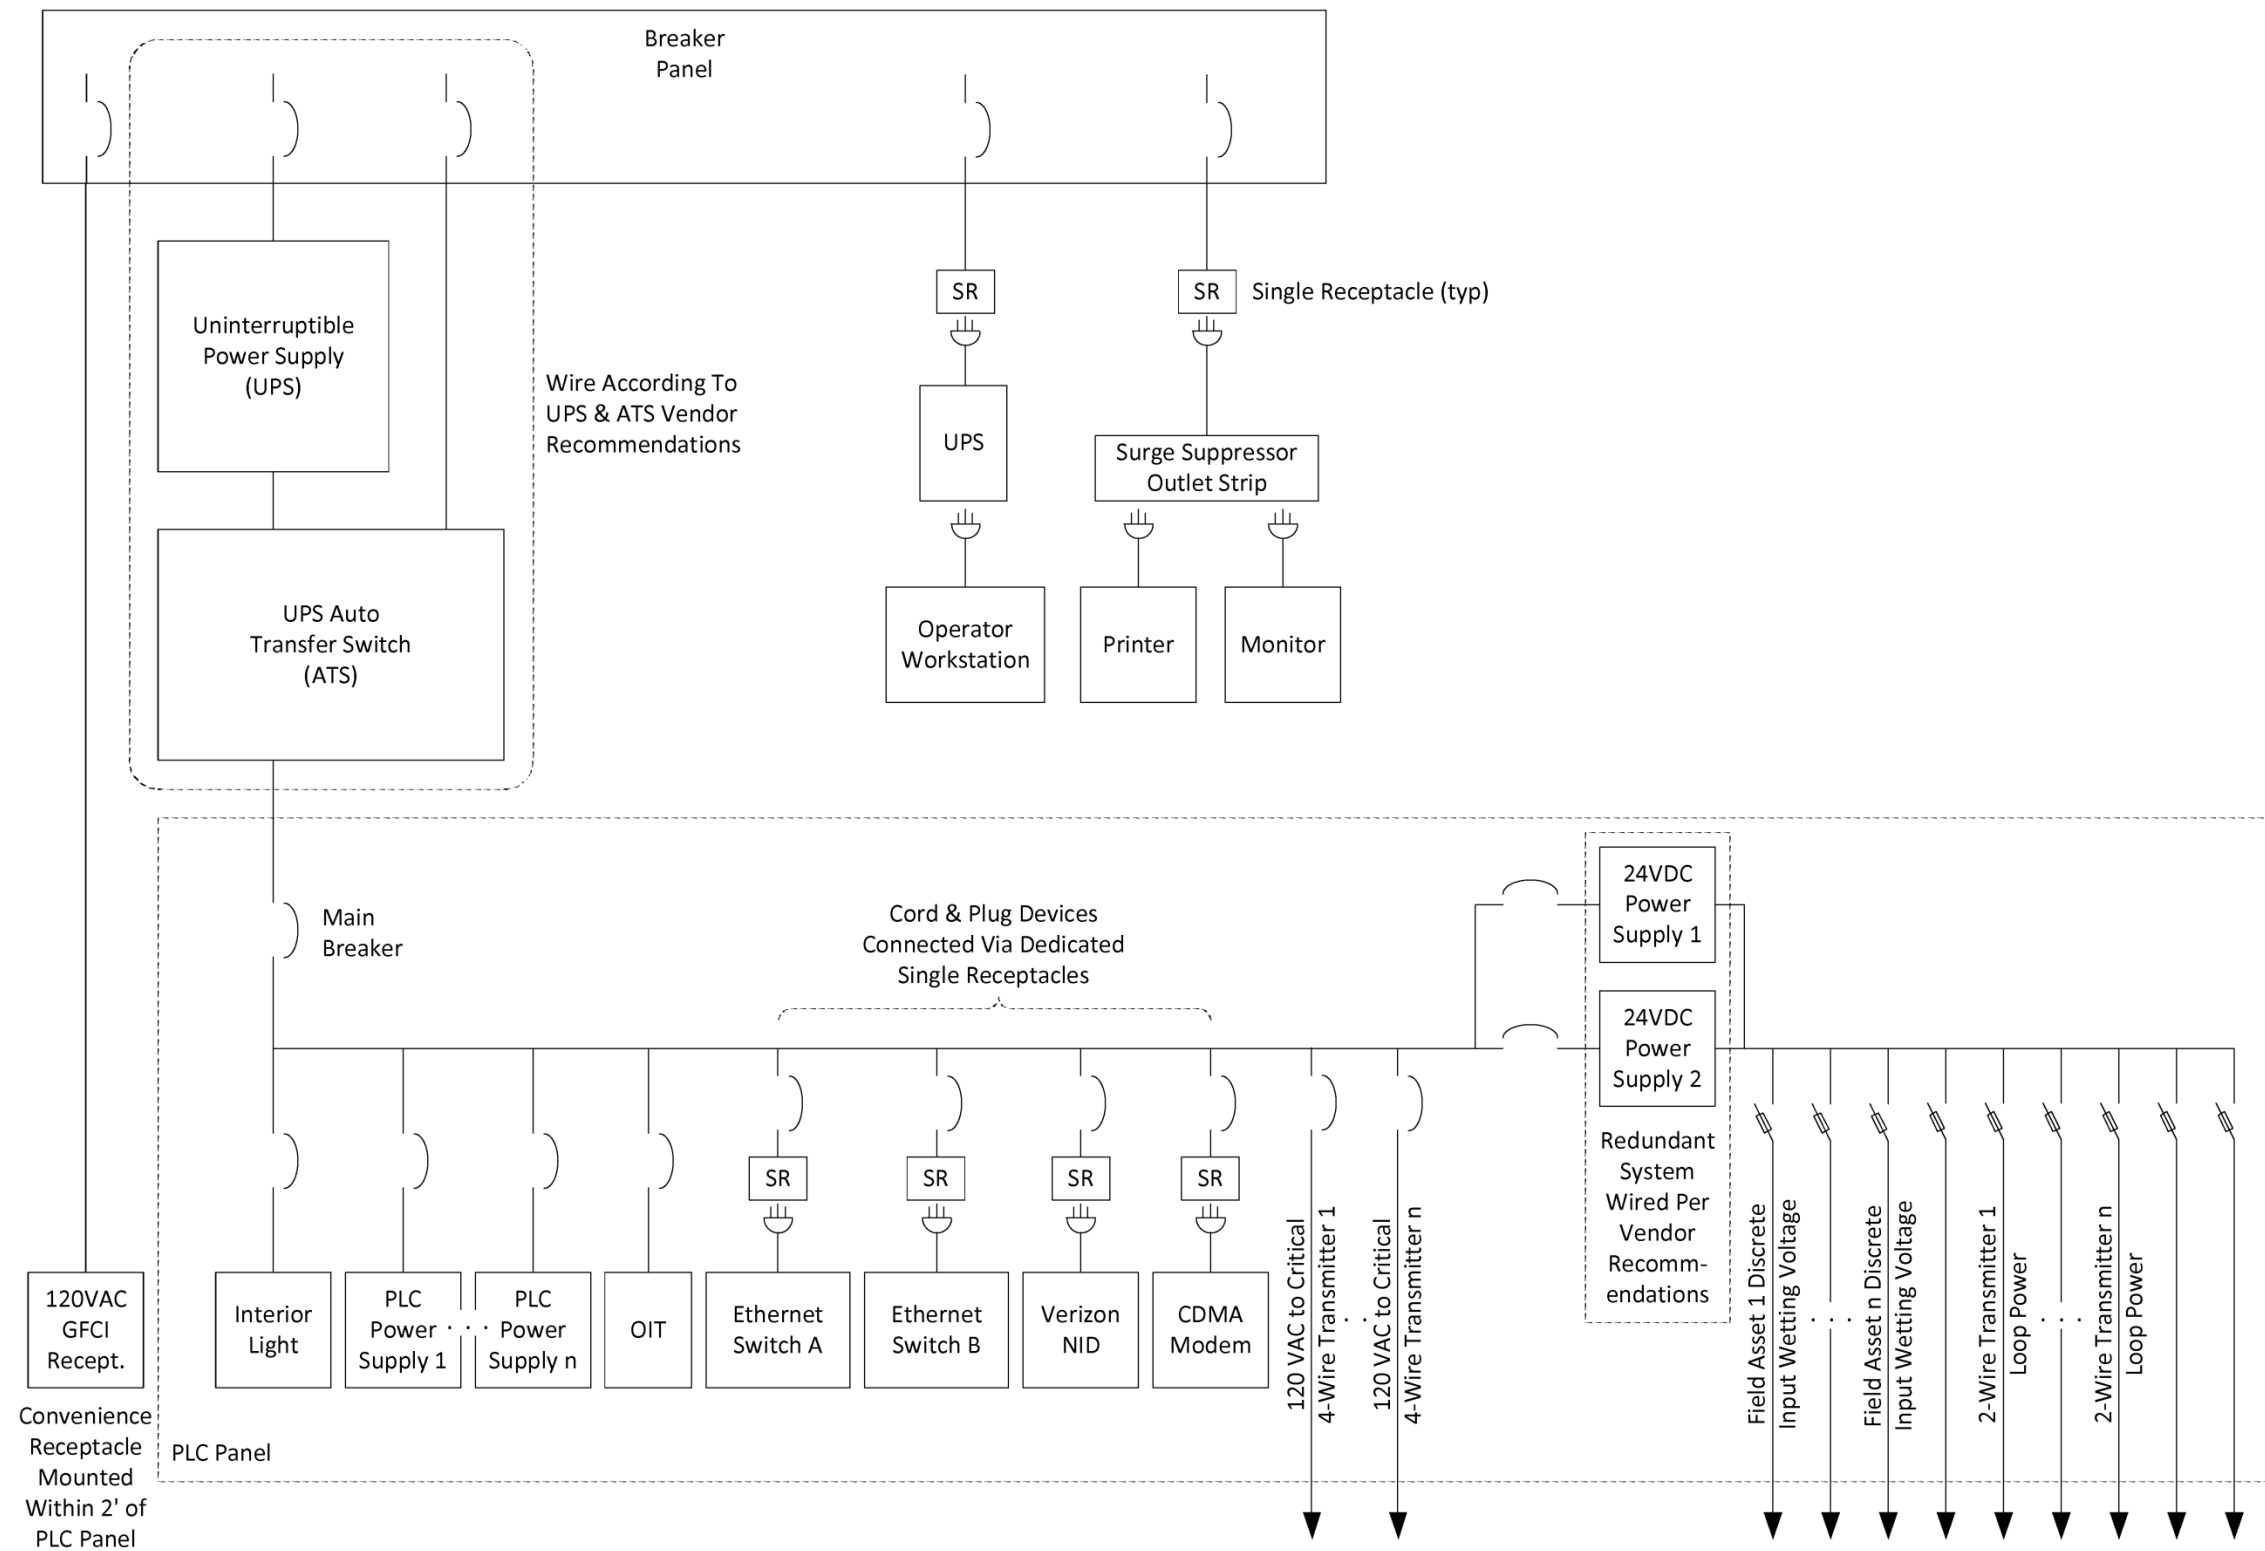 Breaker
Panel
SR
SR
Single Receptacle (typ)
Uninterruptible
Power Supply
(UPS)
Wire According To
UPS & ATS Vendor
Recommendations
UPS
Surge Suppressor
Outlet Strip
UPS Auto
Transfer Switch
(ATS)
Operator
Workstation
Printer
Monitor
Main
Breaker
Cord & Plug Devices
Connected Via Dedicated
Single Receptacles
24VDC
Power
Supply 1
24VDC
Power
Supply 2
Redundant
System
Wired Per
Vendor
Recomm-
endations
SR
SR
SR
SR
120VAC
GFCI
Recept.
Interior
Light
PLC
Power
Supply 1
. . .
PLC
Power
Supply n
OIT
Ethernet
Switch A
Ethernet
Switch B
Verizon
NID
CDMA
Modem
120 VAC to Critical
4-Wire Transmitter 1
. . .
120 VAC to Critical
4-Wire Transmitter n
Field Asset 1 Discrete
Input Wetting Voltage
. . .
Field Asset n Discrete
Input Wetting Voltage
2-Wire Transmitter 1
Loop Power
. . .
2-Wire Transmitter n
Loop Power
Convenience
Receptacle
Mounted
Within 2' of
PLC Panel
PLC Panel